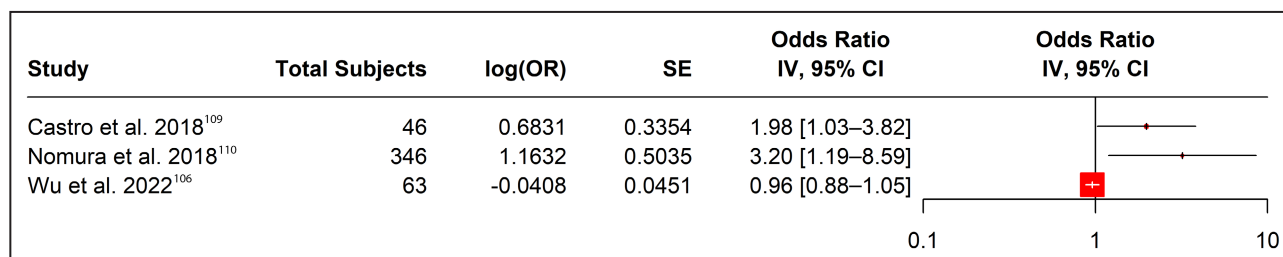 Odds Ratio Odds Ratio
Study Total Subjects log(OR) SE IV, 95% CI IV, 95% CI
Castro et al. 2018¹⁰⁹ 46 0.6831 0.3354 1.98 [1.03–3.82]
Nomura et al. 2018¹¹⁰ 346 1.1632 0.5035 3.20 [1.19–8.59]
Wu et al. 2022¹⁰⁶ 63 -0.0408 0.0451 0.96 [0.88–1.05]
0.1 1 10